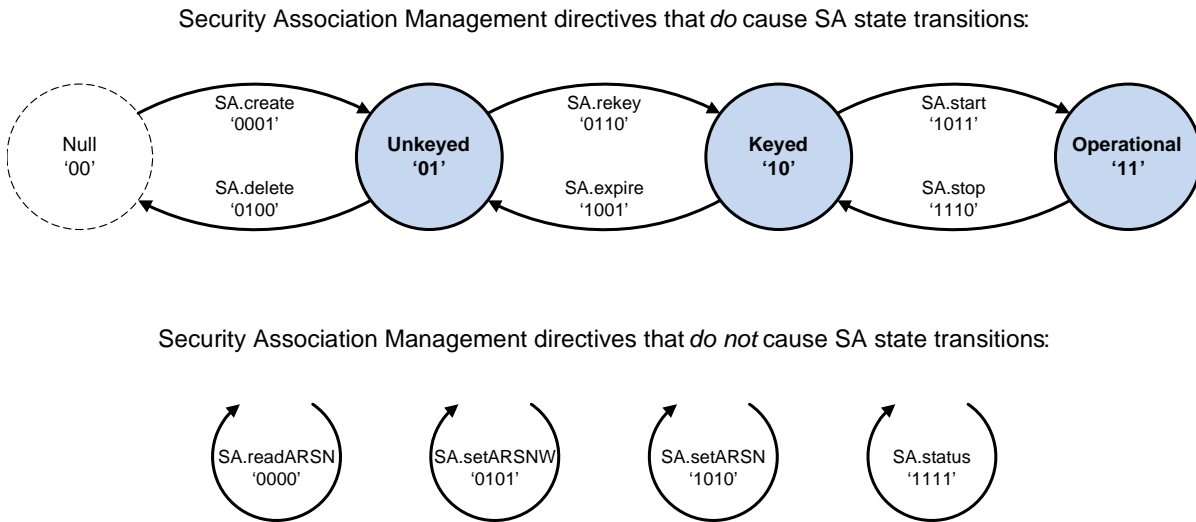 Security Association Management directives that do cause SA state transitions:
SA.create
‘0001’
SA.rekey
‘0110’
SA.start
‘1011’
Null
‘00’
Unkeyed
‘01’
Keyed
‘10’
Operational
‘11’
SA.delete
‘0100’
SA.expire
‘1001’
SA.stop
‘1110’
Security Association Management directives that do not cause SA state transitions:
SA.readARSN
‘0000’
SA.setARSNW
‘0101’
SA.setARSN
‘1010’
SA.status
‘1111’